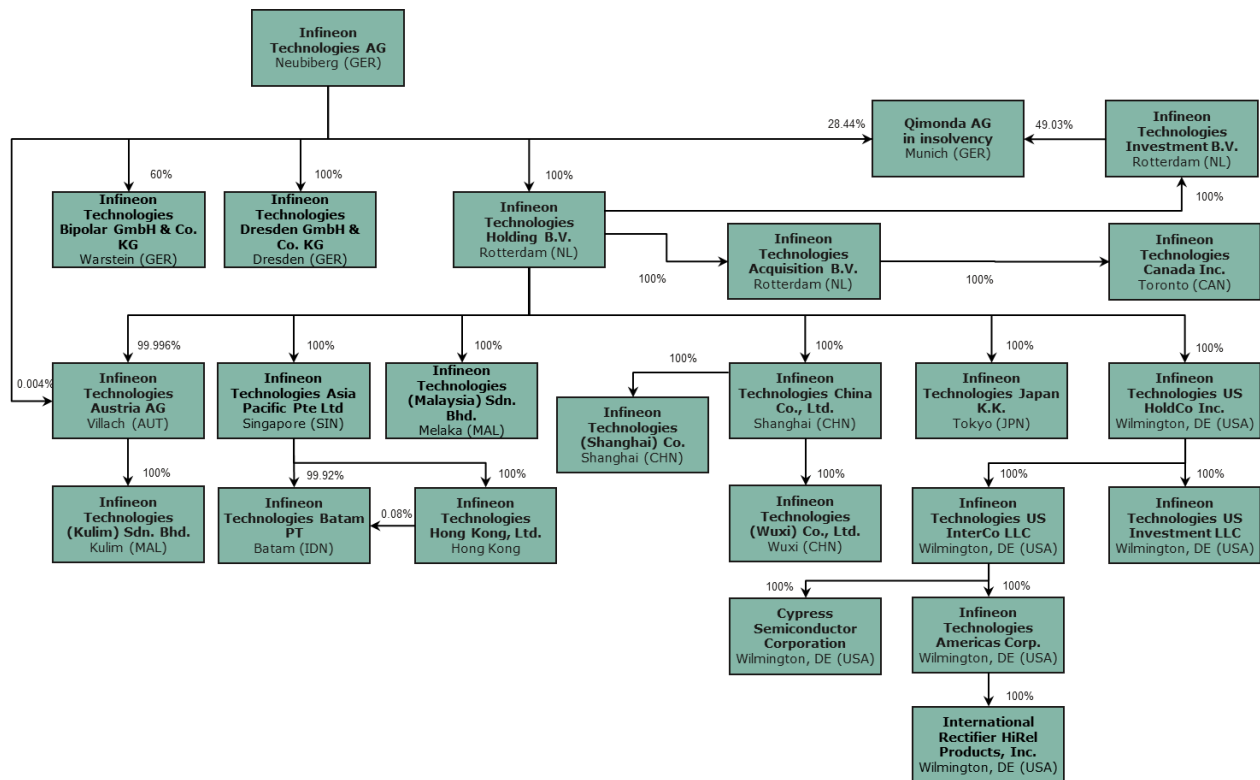 Infineon
Technologies AG
Neubiberg (GER)
28.44%
Qimonda AG
in insolvency
Munich (GER)
49.03%
Infineon
Technologies
Investment B.V.
Rotterdam (NL)
60%
100%
100%
100%
Infineon
Technologies
Bipolar GmbH & Co.
KG
Warstein (GER)
Infineon
Technologies
Dresden GmbH &
Co. KG
Dresden (GER)
Infineon
Technologies
Holding B.V.
Rotterdam (NL)
100%
Infineon
Technologies
Acquisition B.V.
Rotterdam (NL)
100%
Infineon
Technologies
Canada Inc.
Toronto (CAN)
0.004%
99.996%
100%
100%
100%
100%
100%
100%
Infineon
Technologies
Austria AG
Villach (AUT)
Infineon
Technologies Asia
Pacific Pte Ltd
Singapore (SIN)
Infineon
Technologies
(Malaysia) Sdn.
Bhd.
Melaka (MAL)
Infineon
Technologies
(Shanghai) Co.
Shanghai (CHN)
Infineon
Technologies China
Co., Ltd.
Shanghai (CHN)
Infineon
Technologies Japan
K.K.
Tokyo (JPN)
Infineon
Technologies US
HoldCo Inc.
Wilmington, DE (USA)
100%
99.92%
100%
100%
100%
100%
Infineon
Technologies
(Kulim) Sdn. Bhd.
Kulim (MAL)
Infineon
Technologies Batam
PT
Batam (IDN)
0.08%
Infineon
Technologies
Hong Kong, Ltd.
Hong Kong
Infineon
Technologies
(Wuxi) Co., Ltd.
Wuxi (CHN)
Infineon
Technologies US
InterCo LLC
Wilmington, DE (USA)
Infineon
Technologies US
Investment LLC
Wilmington, DE (USA)
100%
100%
Cypress
Semiconductor
Corporation
Wilmington, DE (USA)
Infineon
Technologies
Americas Corp.
Wilmington, DE (USA)
100%
International
Rectifier HiRel
Products, Inc.
Wilmington, DE (USA)